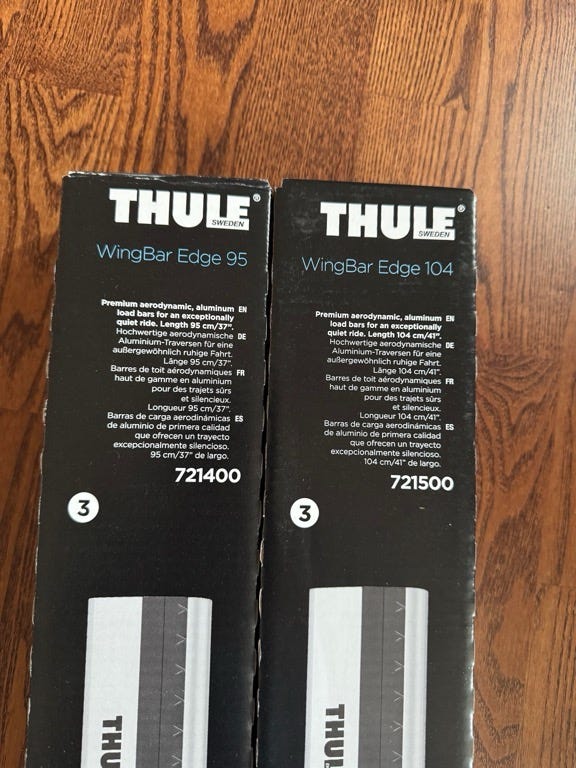 THULE®
SWEDEN
WingBar Edge 95
Premium aerodynamic, aluminum EN
load bars for an exceptionally
quiet ride. Length 95 cm/37".
Hochwertige aerodynamische DE
Aluminium-Traversen für eine
außergewöhnlich ruhige Fahrt.
Länge 95 cm/37".
Barres de toit aérodynamiques FR
haut de gamme en aluminium
pour des trajets sûrs
et silencieux.
Longueur 95 cm/37".
Barras de carga aerodinámicas ES
de aluminio de primera calidad
que ofrecen un trayecto
excepcionalmente silencioso.
95 cm/37" de largo.
721400
3
THU
THULE®
SWEDEN
WingBar Edge 104
Premium aerodynamic, aluminum EN
load bars for an exceptionally
quiet ride. Length 104 cm/41".
Hochwertige aerodynamische DE
Aluminium-Traversen für eine
außergewöhnlich ruhige Fahrt.
Länge 104 cm/41".
Barres de toit aérodynamiques FR
haut de gamme en aluminium
pour des trajets sûrs
et silencieux.
Longueur 104 cm/41".
Barras de carga aerodinámicas ES
de aluminio de primera calidad
que ofrecen un trayecto
excepcionalmente silencioso.
104 cm/41" de largo.
721500
3
THU